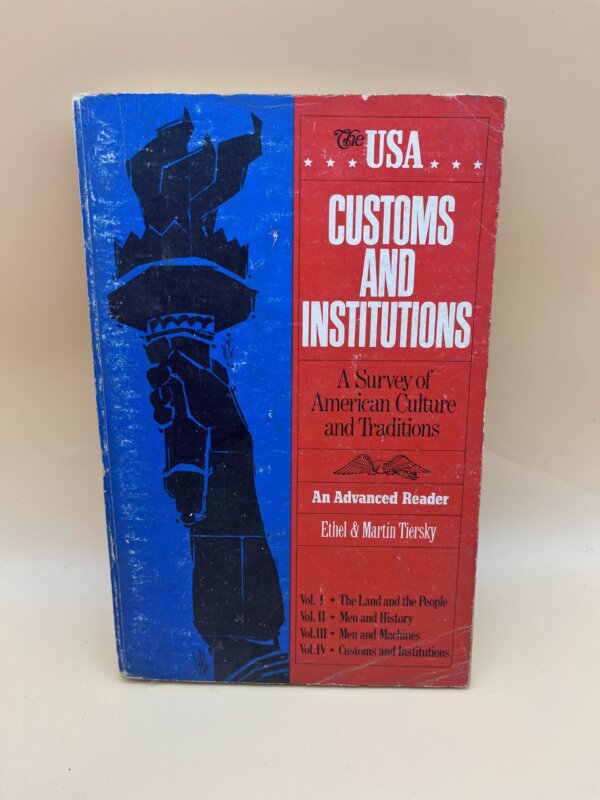 The USA
CUSTOMS
AND
INSTITUTIONS
A Survey of
American Culture
and Traditions
An Advanced Reader
Ethel & Martin Tiersky
Vol. I • The Land and the People
Vol. II • Men and History
Vol. III • Men and Machines
Vol. IV • Customs and Institutions